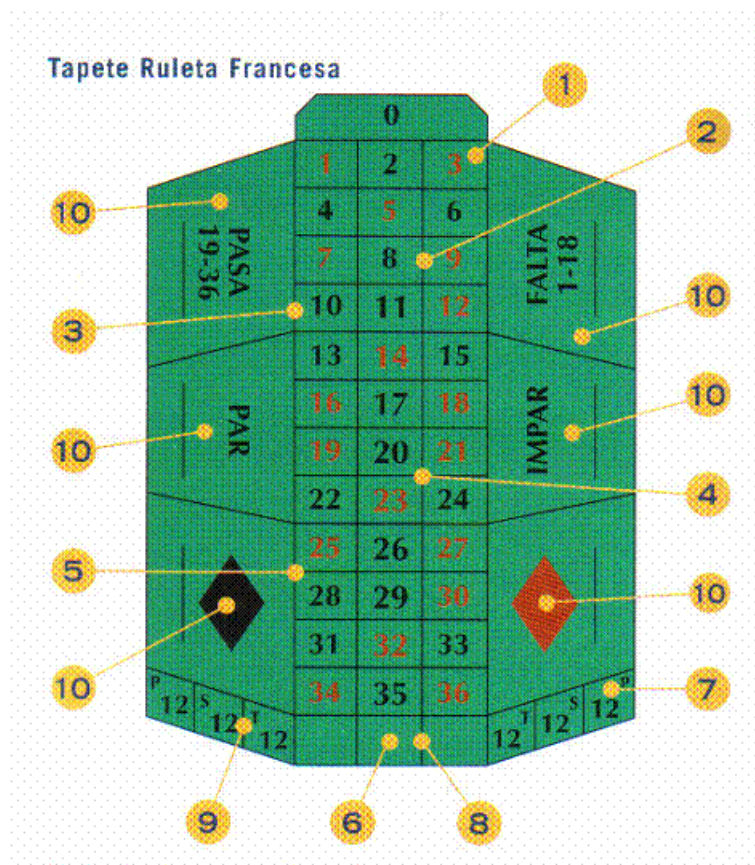 Tapete Ruleta Francesa
1
2
0
1 2 3
10
4 5 6
PASA
19-36
FALTA
1-18
7 8 9
10
3
10 11 12
13 14 15
10
16 17 18
PAR
IMPAR
10
19 20 21
4
22 23 24
25 26 27
5
28 29 30
10
31 32 33
10
34 35 36
7
P 12 S 12 T 12
12 T 12 S 12 P
9
6
8